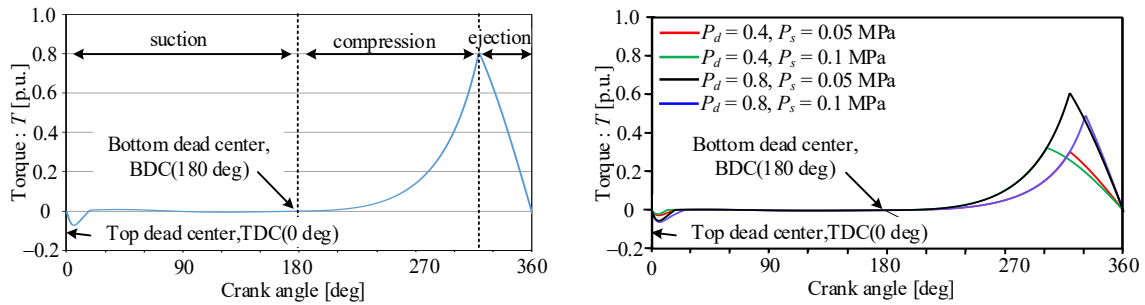 1.0
0.8
0.6
0.4
0.2
0
–0.2
Torque : T [p.u.]
suction
compression
ejection
Bottom dead center,
BDC(180 deg)
Top dead center,TDC(0 deg)
0
90
180
270
360
Crank angle [deg]
1.0
0.8
0.6
0.4
0.2
0
–0.2
Torque : T [p.u.]
Pd = 0.4, Ps = 0.05 MPa
Pd = 0.4, Ps = 0.1 MPa
Pd = 0.8, Ps = 0.05 MPa
Pd = 0.8, Ps = 0.1 MPa
Bottom dead center,
BDC(180 deg)
Top dead center,TDC(0 deg)
0
90
180
270
360
Crank angle [deg]